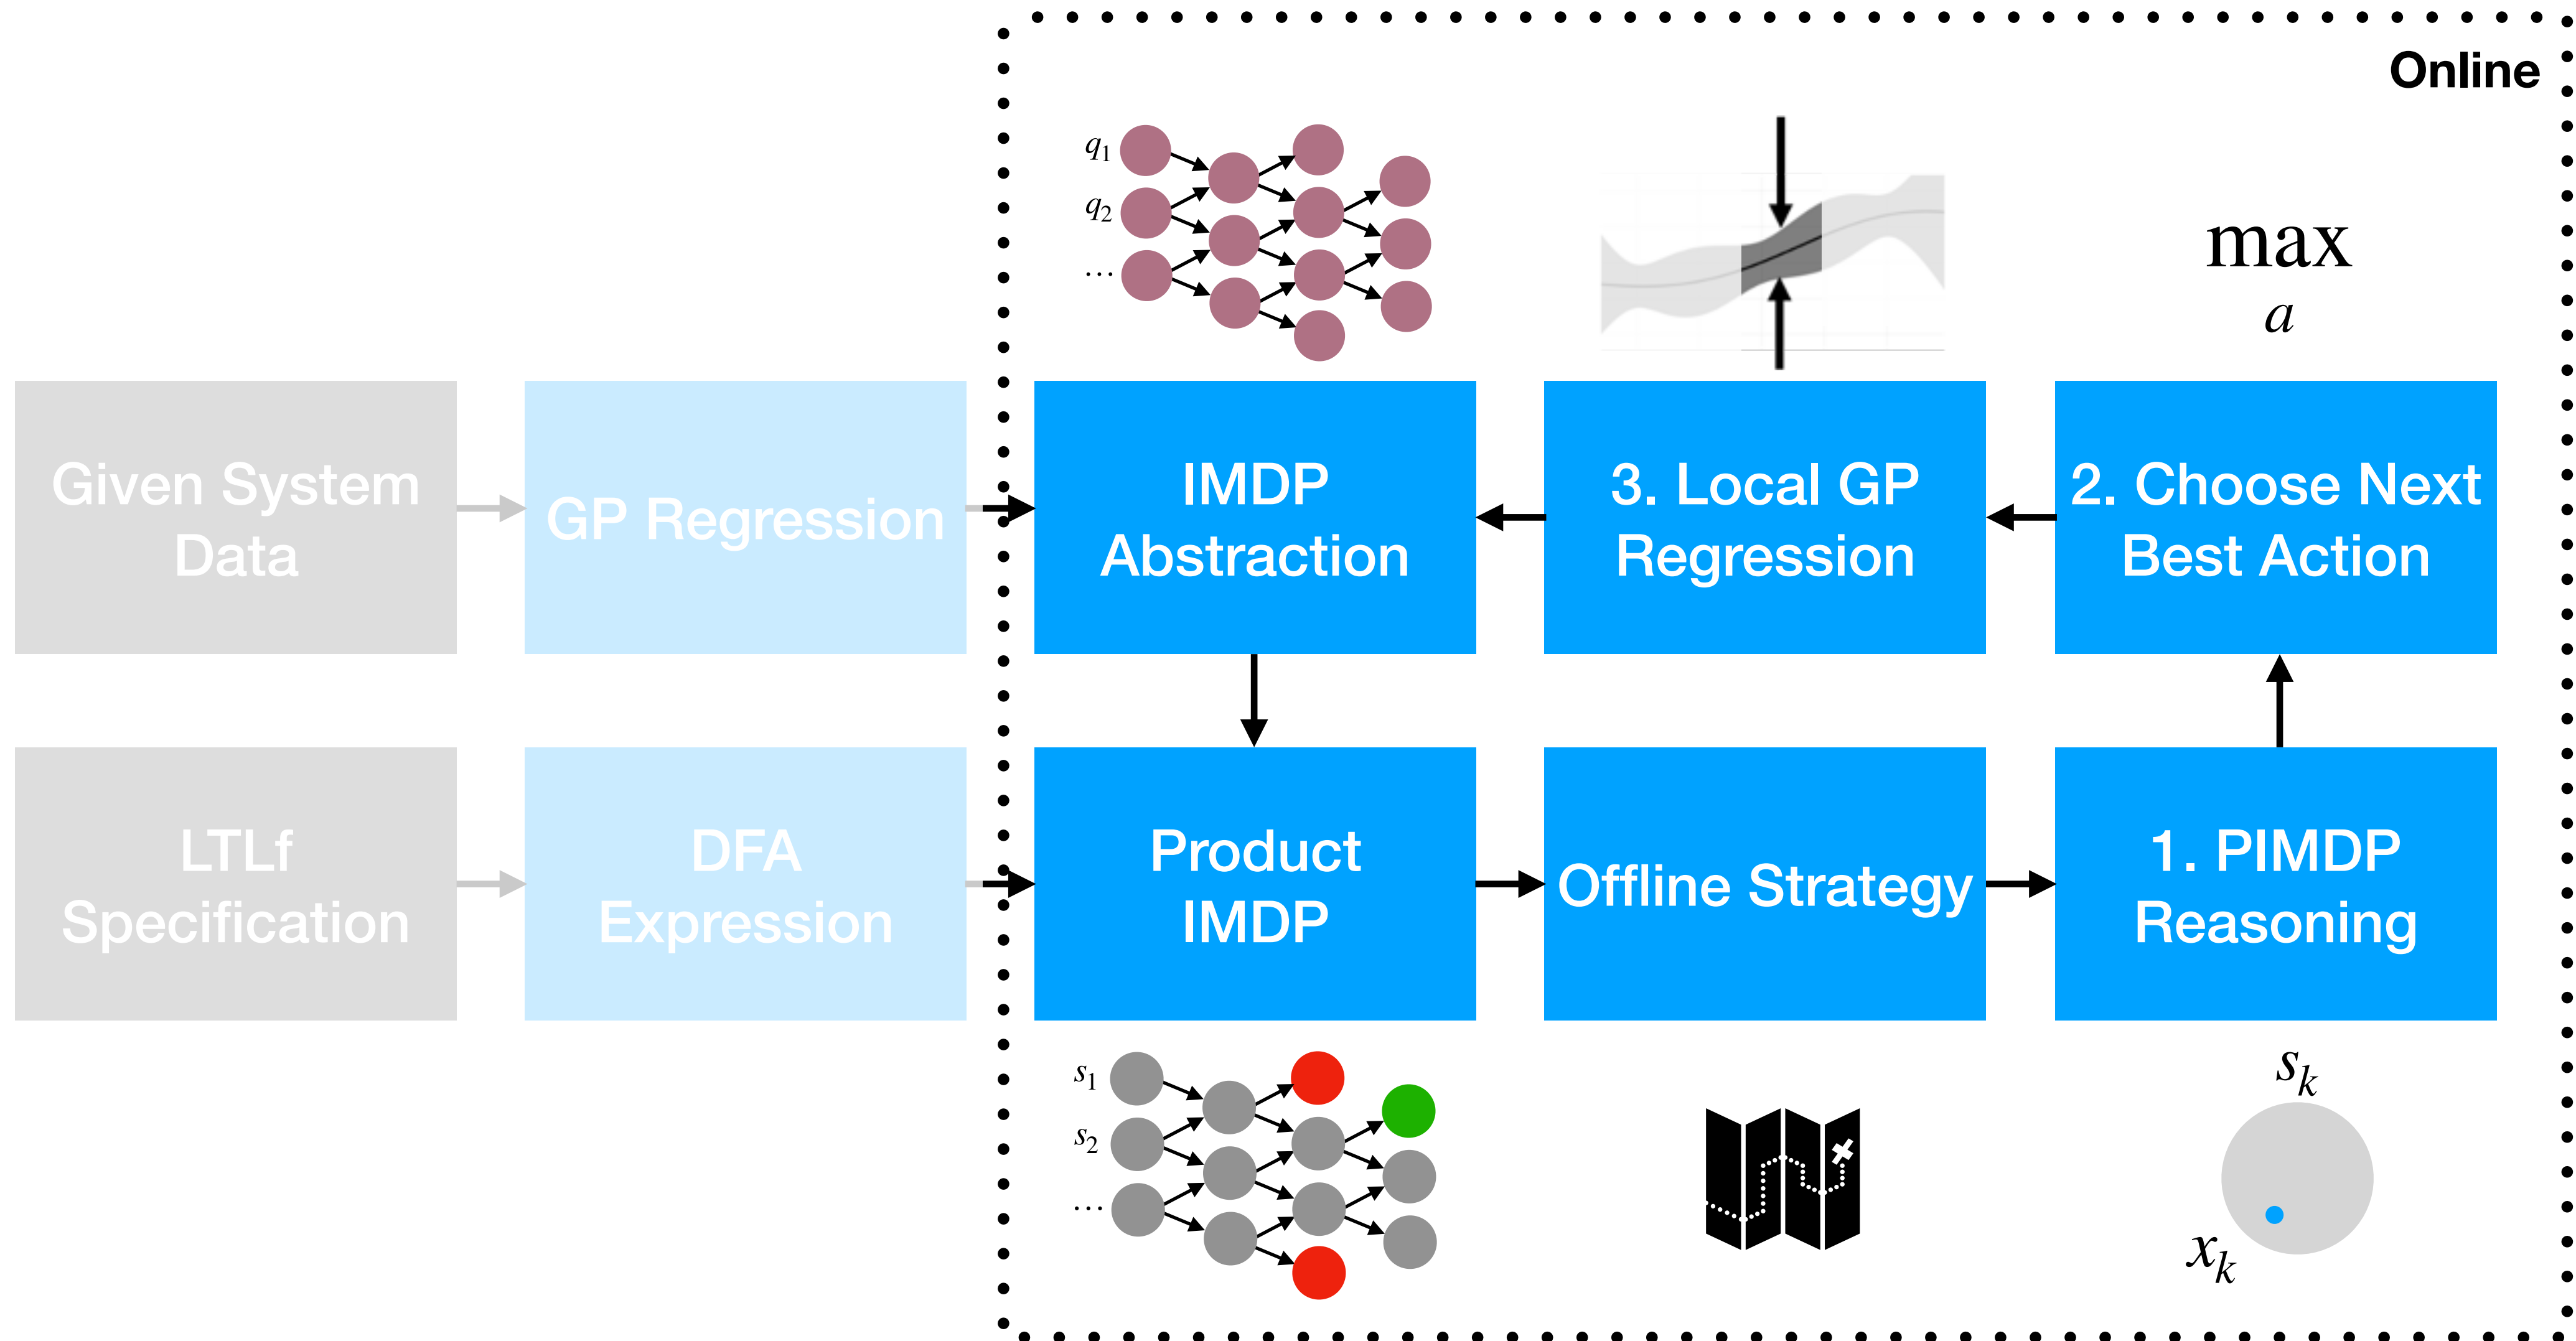 Online
q1
q2
...
max
a
Given System
Data
GP Regression
IMDP
Abstraction
3. Local GP
Regression
2. Choose Next
Best Action
LTLf
Specification
DFA
Expression
Product
IMDP
Offline Strategy
1. PIMDP
Reasoning
s1
s2
...
sk
xk